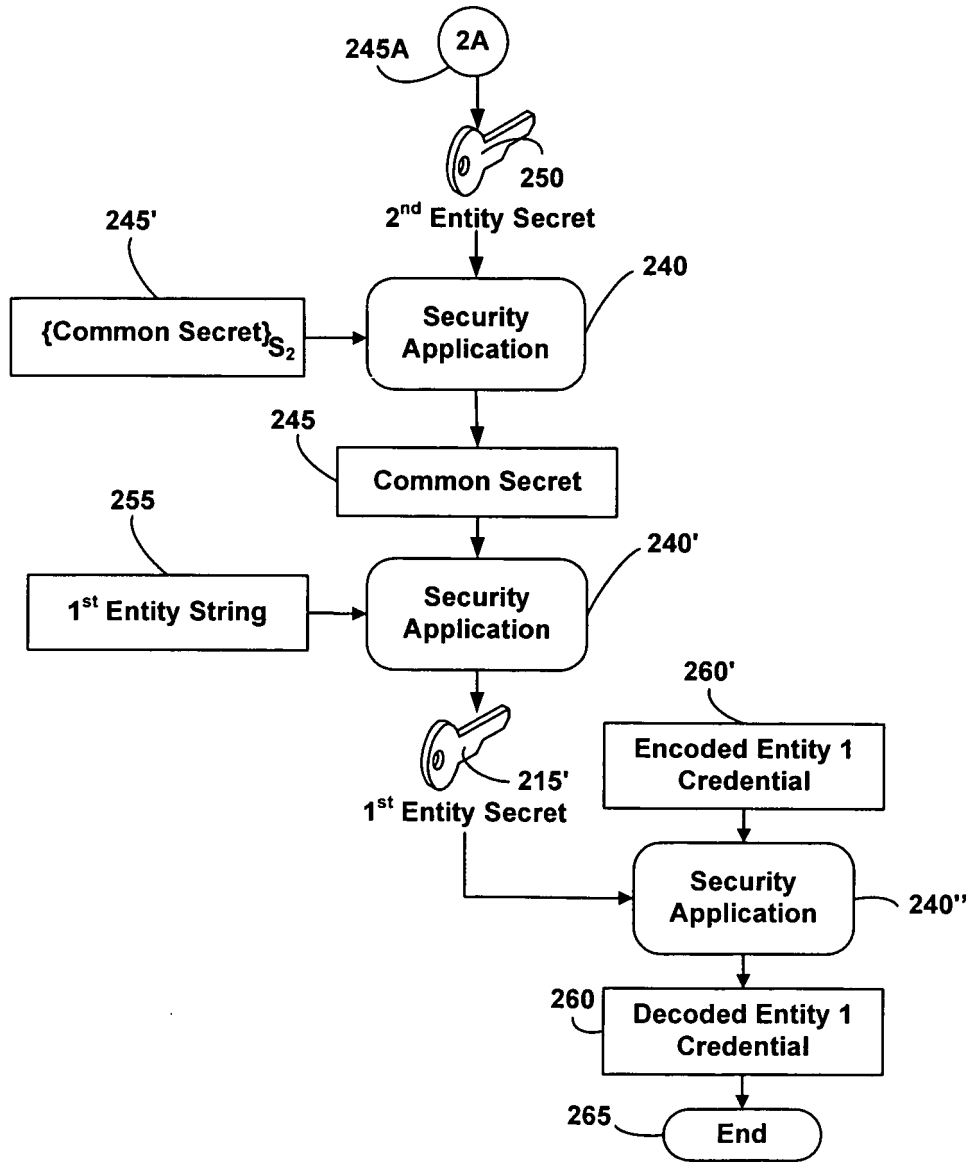 2A
245A
250
2nd Entity Secret
245'
240
{Common Secret}S2
Security
Application
245
Common Secret
255
240'
1st Entity String
Security
Application
260'
215'
1st Entity Secret
Encoded Entity 1
Credential
Security
Application
240"
260
Decoded Entity 1
Credential
265
End